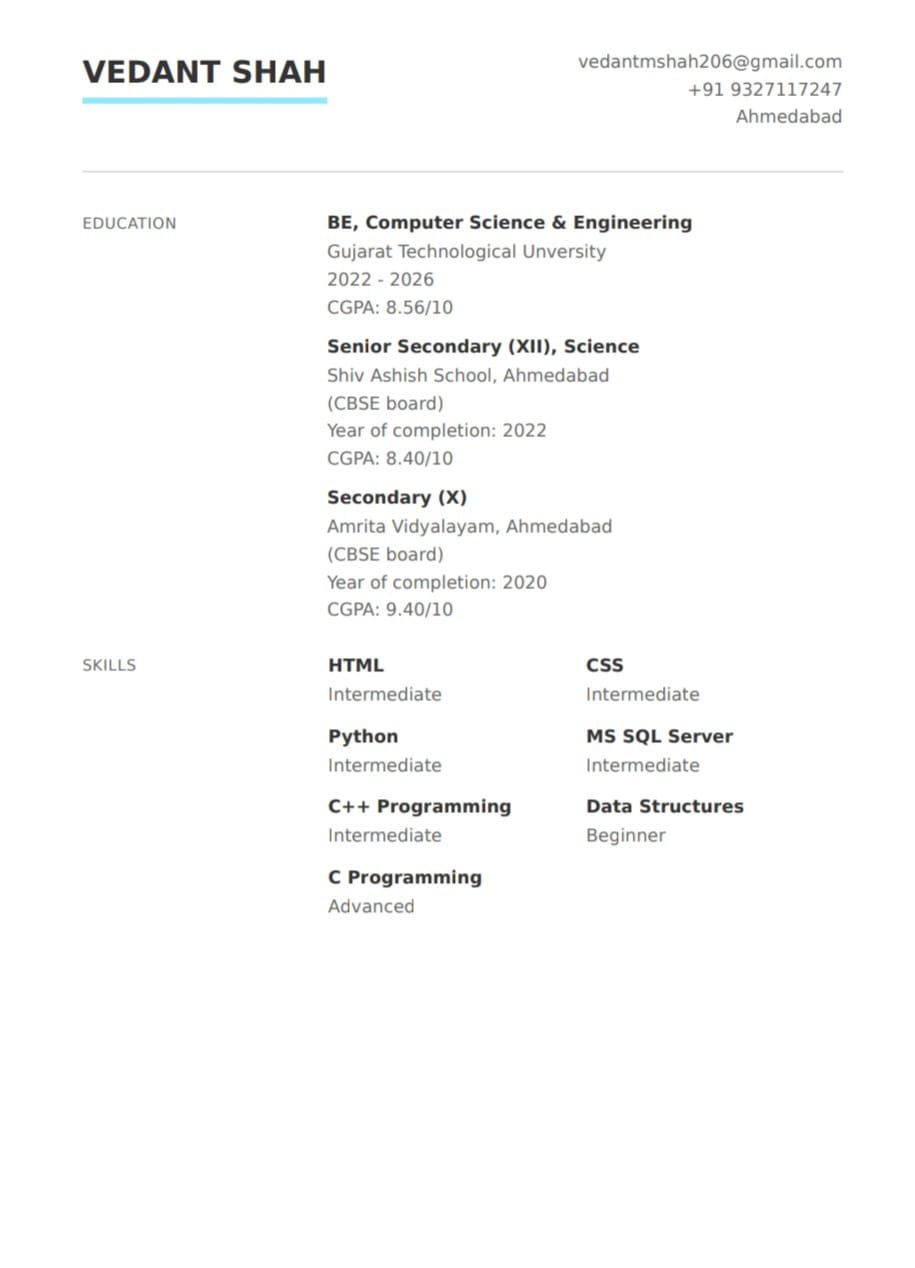 VEDANT SHAH
vedantmshah206@gmail.com
+91 9327117247
Ahmedabad
EDUCATION
BE, Computer Science & Engineering
Gujarat Technological Unversity
2022 - 2026
CGPA: 8.56/10
Senior Secondary (XII), Science
Shiv Ashish School, Ahmedabad
(CBSE board)
Year of completion: 2022
CGPA: 8.40/10
Secondary (X)
Amrita Vidyalayam, Ahmedabad
(CBSE board)
Year of completion: 2020
CGPA: 9.40/10
SKILLS
HTML
Intermediate
CSS
Intermediate
Python
Intermediate
MS SQL Server
Intermediate
C++ Programming
Intermediate
Data Structures
Beginner
C Programming
Advanced